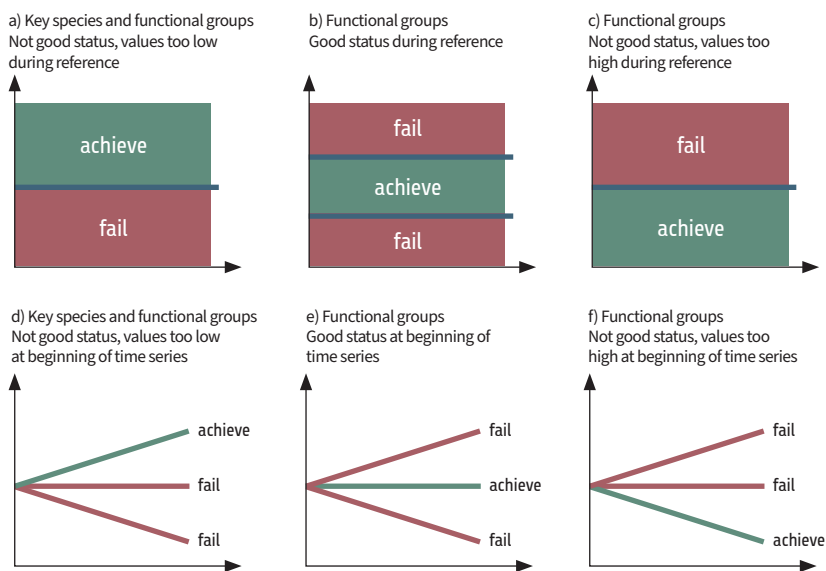 a) Key species and functional groups
Not good status, values too low
during reference
achieve
fail
b) Functional groups
Good status during reference
fail
achieve
fail
c) Functional groups
Not good status, values too
high during reference
fail
achieve
d) Key species and functional groups
Not good status, values too low
at beginning of time series
achieve
fail
fail
e) Functional groups
Good status at beginning of
time series
fail
achieve
fail
f) Functional groups
Not good status, values too
high at beginning of time series
fail
fail
achieve